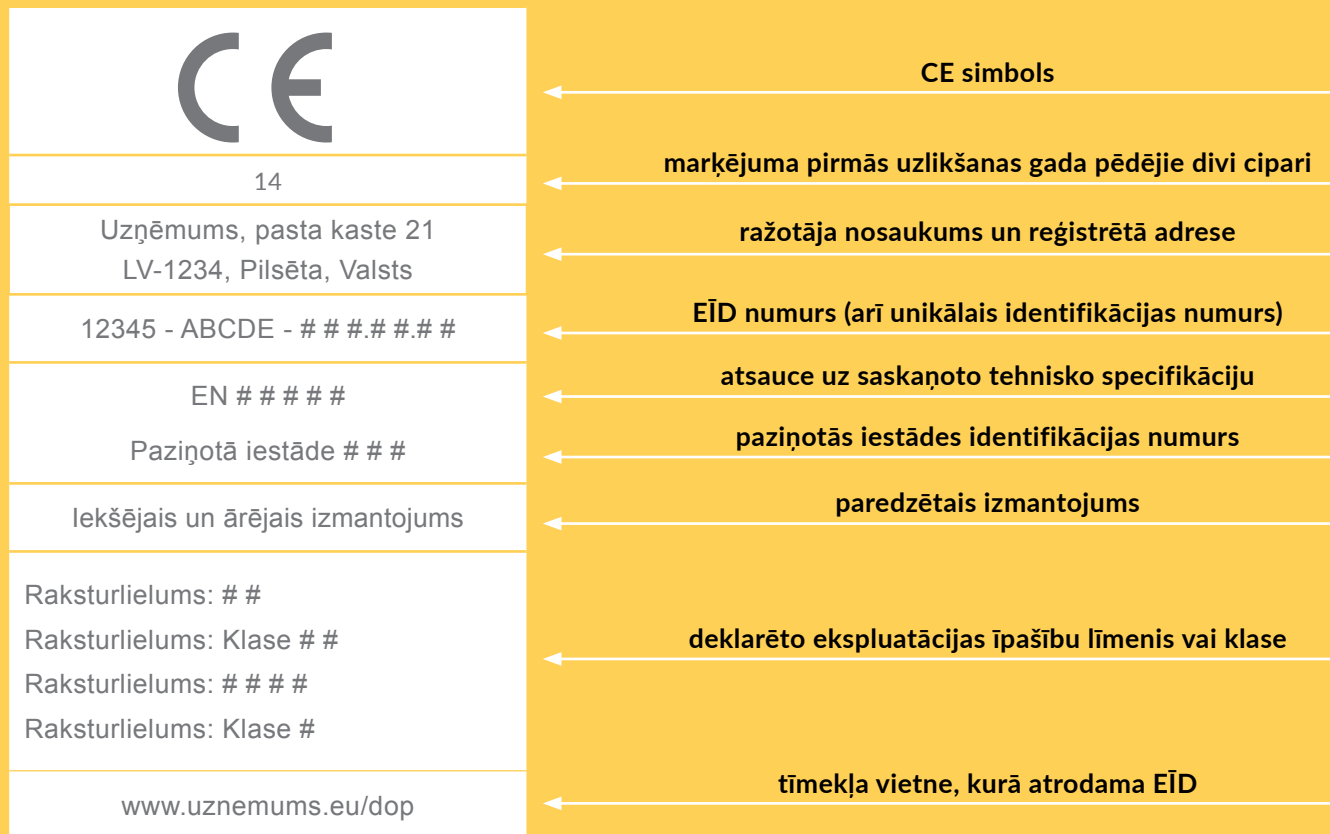 CE
CE simbols
14
marķējuma pirmās uzlikšanas gada pēdējie divi cipari
Uzņēmums, pasta kaste 21
LV-1234, Pilsēta, Valsts
ražotāja nosaukums un reģistrētā adrese
12345 - ABCDE - # # #.# #.# #
EĪD numurs (arī unikālais identifikācijas numurs)
EN # # # # #
atsauce uz saskaņoto tehnisko specifikāciju
Paziņotā iestāde # # #
paziņotās iestādes identifikācijas numurs
Iekšējais un ārējais izmantojums
paredzētais izmantojums
Raksturlielums: # #
Raksturlielums: Klase # #
Raksturlielums: # # # #
Raksturlielums: Klase #
deklarēto ekspluatācijas īpašību līmenis vai klase
www.uznemums.eu/dop
tīmekļa vietne, kurā atrodama EĪD